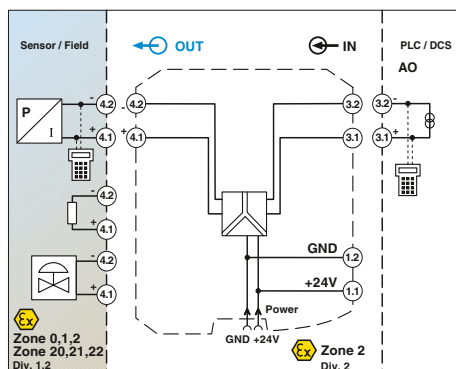 Sensor / Field
OUT
IN
PLC / DCS
AO
P
I
-
4.2
+
4.1
-
4.2
+
4.1
3.2
3.1
3.2
-
3.1
+
-
4.2
+
4.1
-
4.2
+
4.1
GND
1.2
+24V
1.1
Power
GND +24V
Ex
Zone 0,1,2
Zone 20,21,22
Div. 1,2
Ex
Zone 2
Div. 2